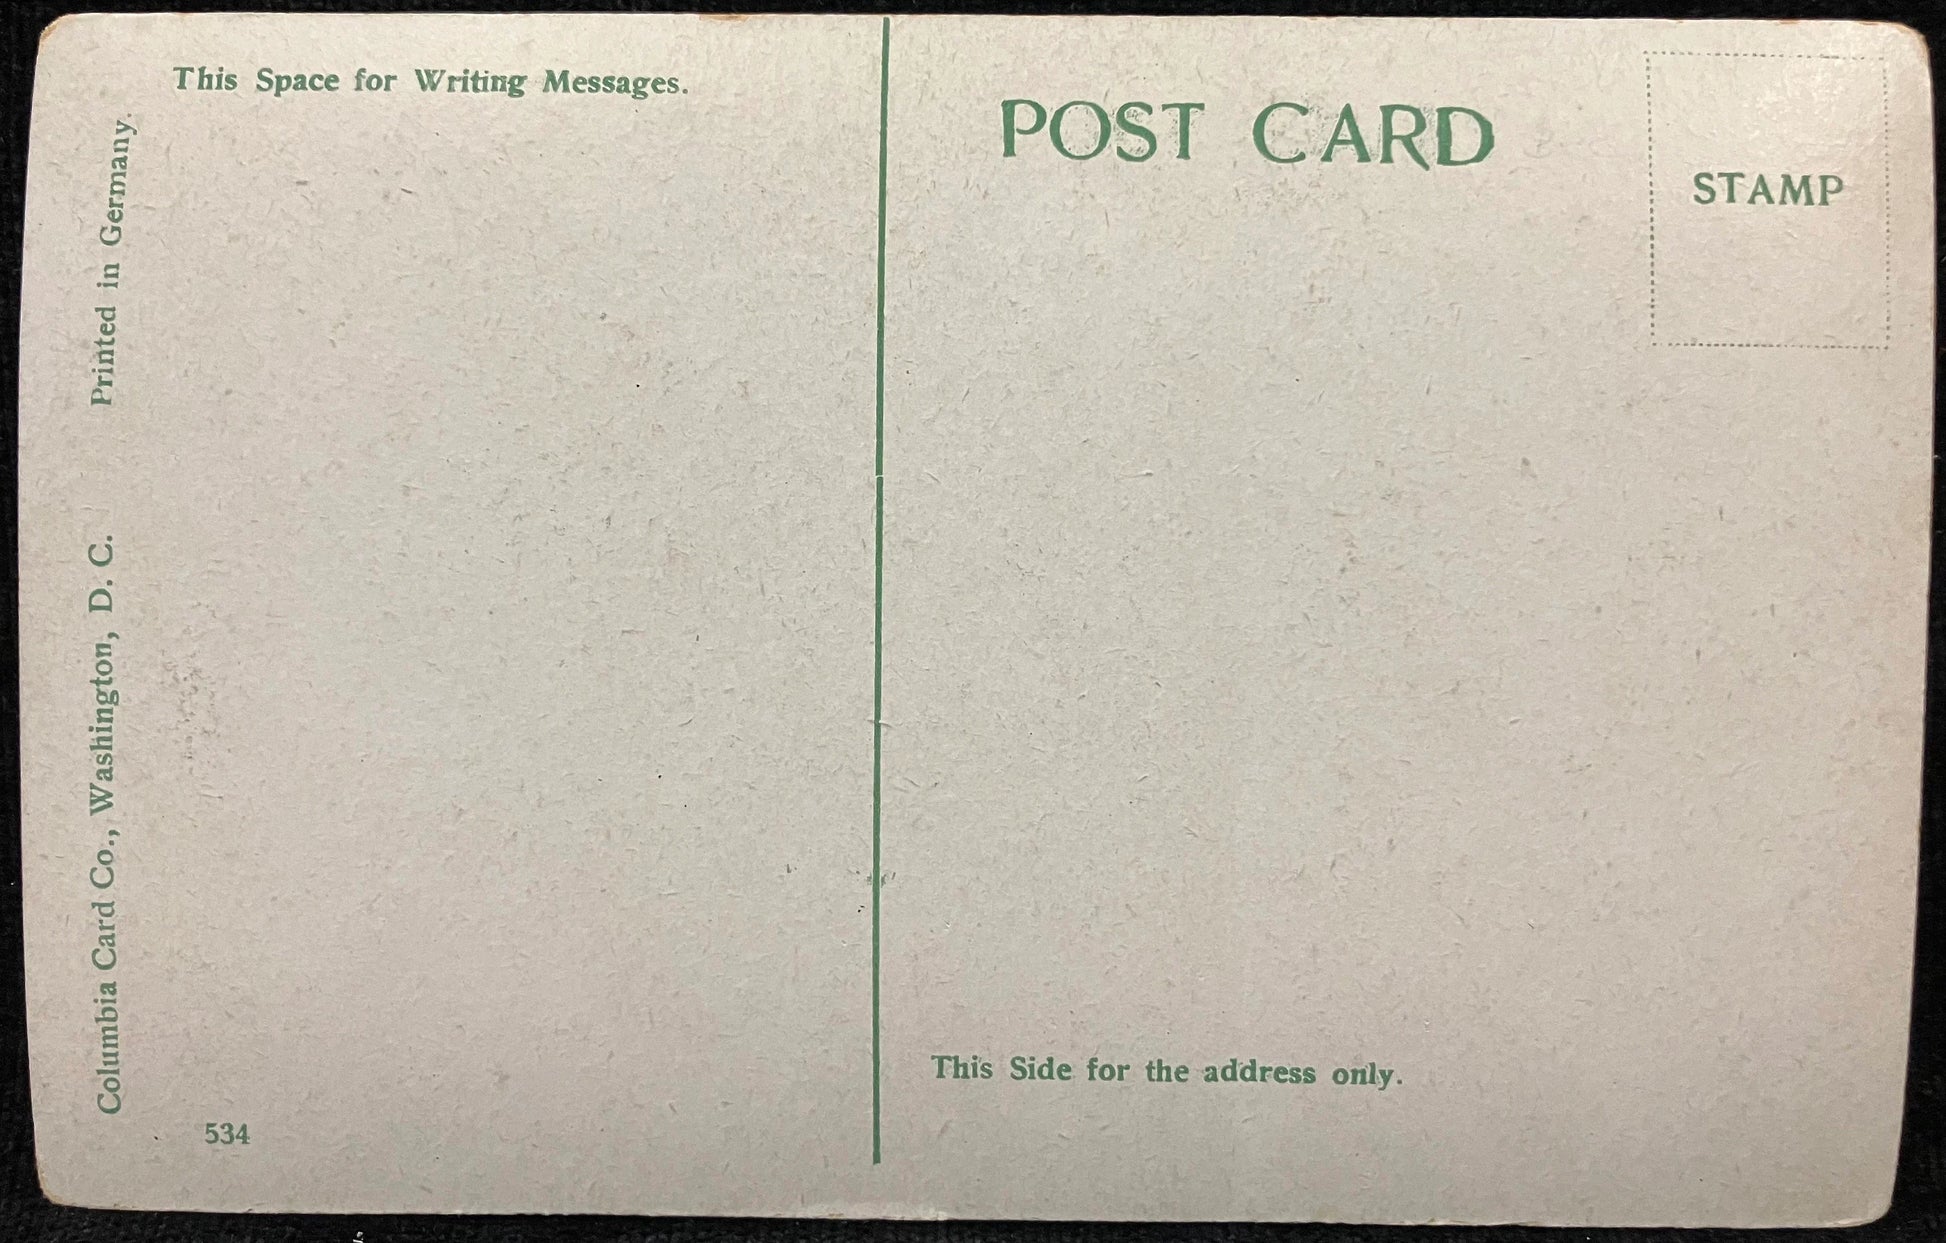 This Space for Writing Messages.
POST CARD
STAMP
Columbia Card Co., Washington, D. C. Printed in Germany.
This Side for the address only.
534